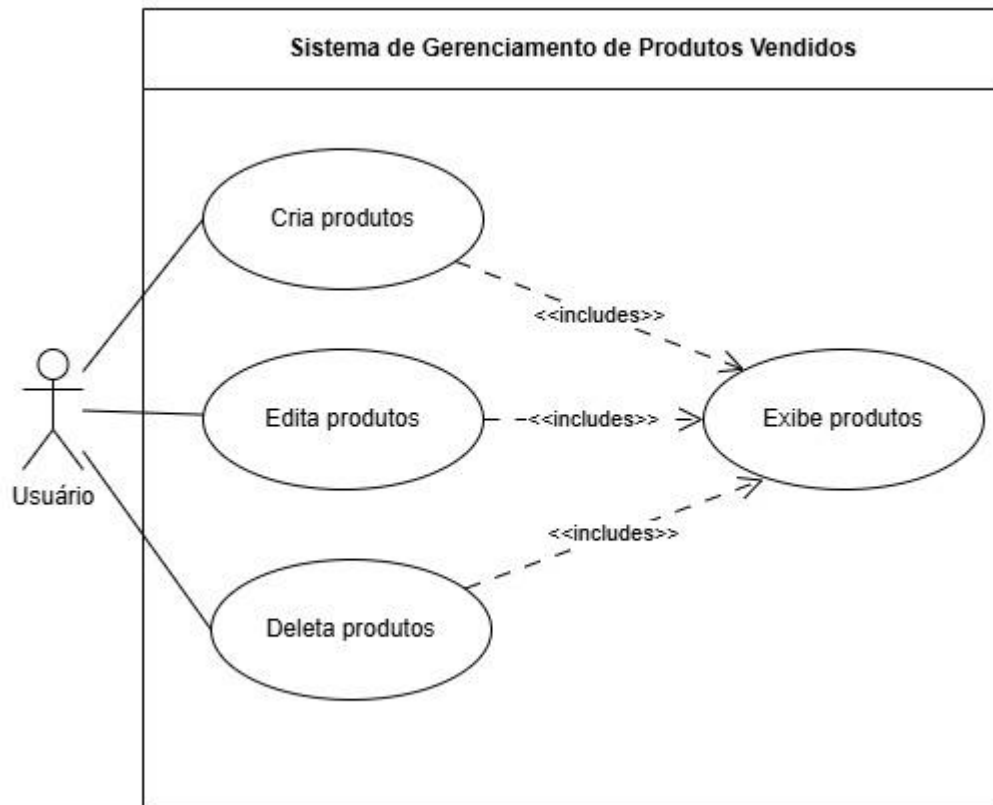 Sistema de Gerenciamento de Produtos Vendidos
Cria produtos
<<includes>>
Edita produtos
<<includes>>
Exibe produtos
Usuário
<<includes>>
Deleta produtos